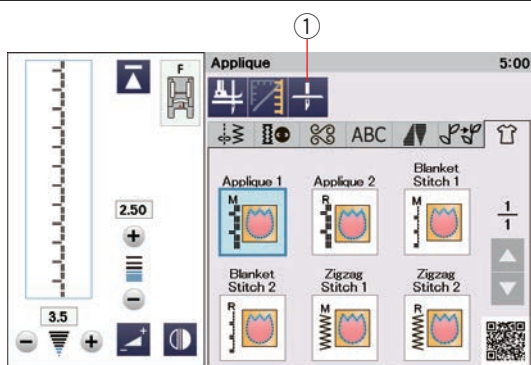 ①
F
Applique
5:00
ABC
Applique 1
Applique 2
Blanket
Stitch 1
M
R
M
2.50
1
1
Blanket
Stitch 2
Zigzag
Stitch 1
Zigzag
Stitch 2
R
M
R
3.5